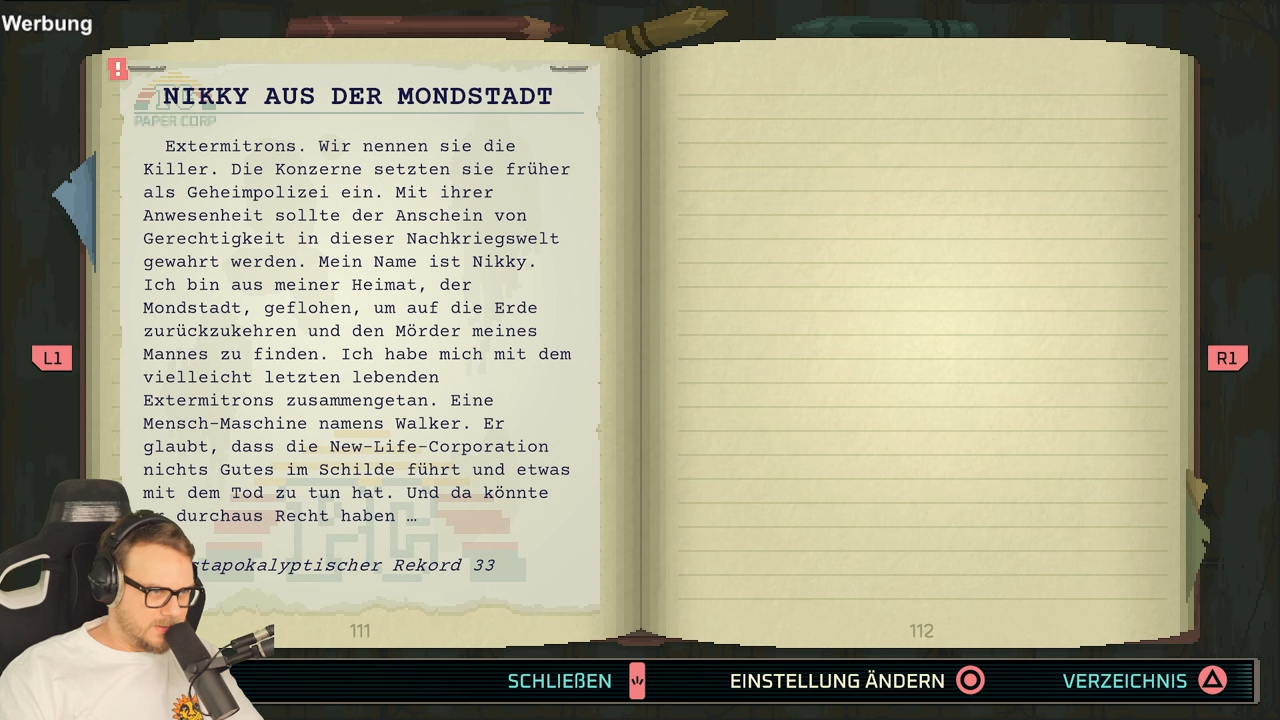 Werbung
!
PAPER CORP
NIKKY AUS DER MONDSTADT
Extermitrons. Wir nennen sie die
Killer. Die Konzerne setzten sie früher
als Geheimpolizei ein. Mit ihrer
Anwesenheit sollte der Anschein von
Gerechtigkeit in dieser Nachkriegswelt
gewahrt werden. Mein Name ist Nikky.
Ich bin aus meiner Heimat, der
Mondstadt, geflohen, um auf die Erde
zurückzukehren und den Mörder meines
Mannes zu finden. Ich habe mich mit dem
vielleicht letzten lebenden
Extermitrons zusammengetan. Eine
Mensch-Maschine namens Walker. Er
glaubt, dass die New-Life-Corporation
nichts Gutes im Schilde führt und etwas
mit dem Tod zu tun hat. Und da könnte
durchaus Recht haben …
tapokalyptischer Rekord 33
111
112
L1
R1
SCHLIEßEN
EINSTELLUNG ÄNDERN
VERZEICHNIS